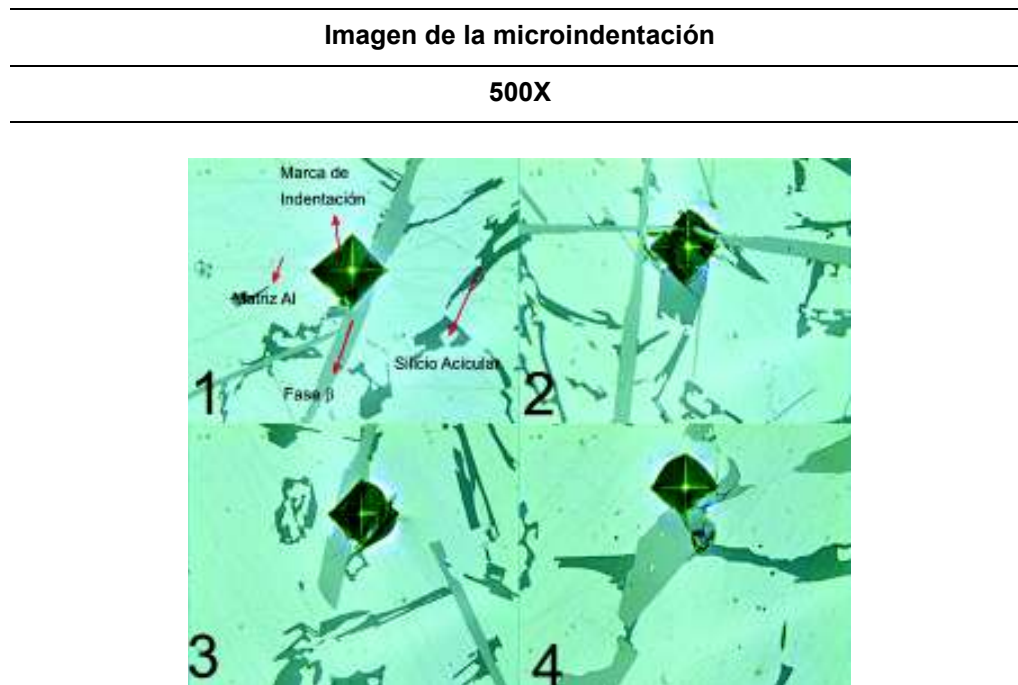 Imagen de la microindentación
500X
Marca de
Indentación
Matriz Al
Silicio Acicular
Fase β
1
2
3
4